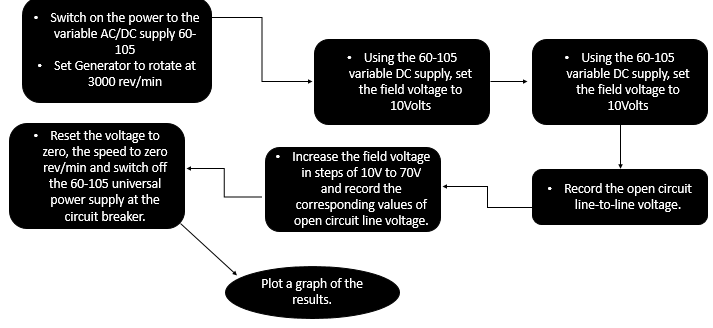 • Switch on the power to the
variable AC/DC supply 60-
105
• Set Generator to rotate at
3000 rev/min
• Using the 60-105
variable DC supply, set
the field voltage to
10Volts
• Using the 60-105
variable DC supply, set
the field voltage to
10Volts
• Record the open circuit
line-to-line voltage.
• Increase the field voltage
in steps of 10V to 70V
and record the
corresponding values of
open circuit line voltage.
• Reset the voltage to
zero, the speed to zero
rev/min and switch off
the 60-105 universal
power supply at the
circuit breaker.
Plot a graph of the
results.